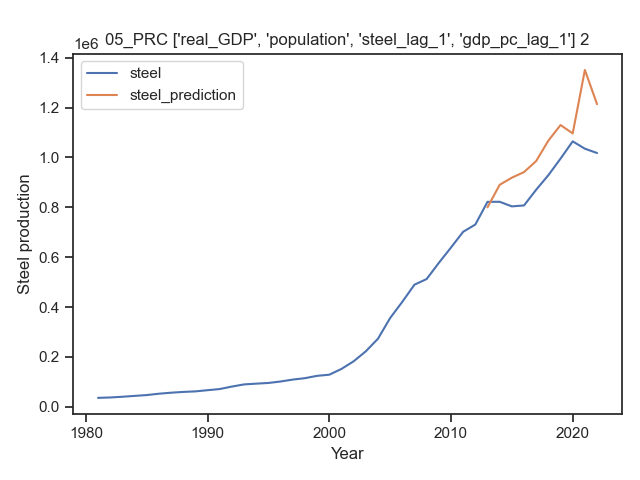 05_PRC ['real_GDP', 'population', 'steel_lag_1', 'gdp_pc_lag_1'] 2
1e6
steel
steel_prediction
1.4
1.2
1.0
0.8
0.6
0.4
0.2
0.0
Steel production
1980
1990
2000
2010
2020
Year